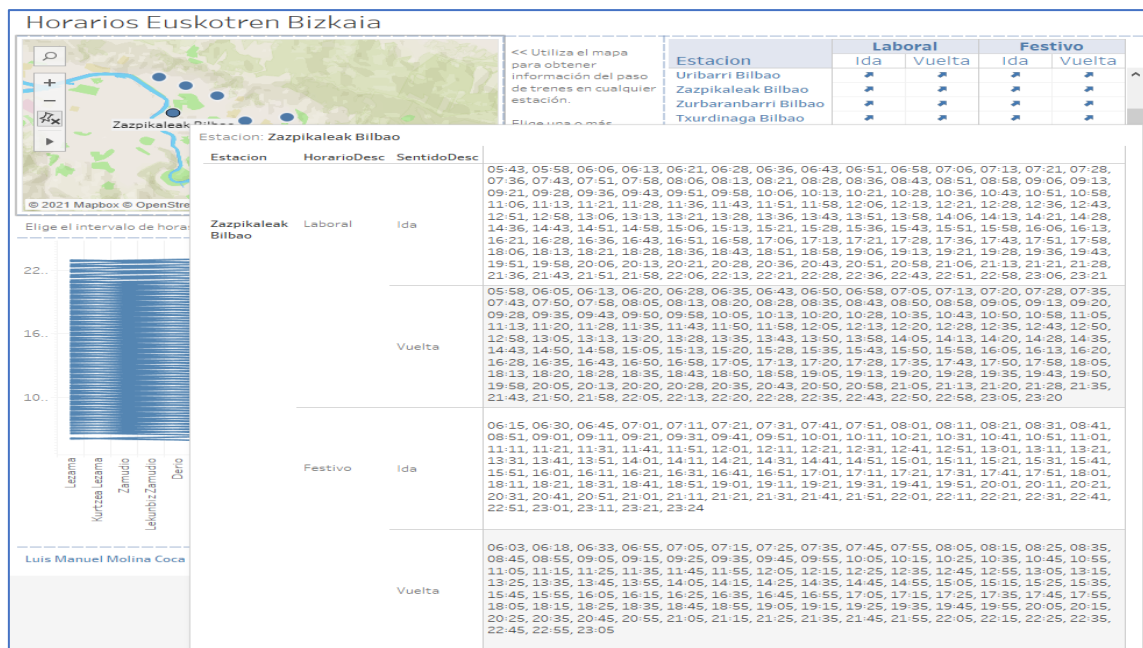 Horarios Euskotren Bizkaia
<< Utiliza el mapa
para obtener
información del paso
de trenes en cualquier
estación.
Laboral Festivo
Estacion Ida Vuelta Ida Vuelta
Uribarri Bilbao
Zazpikaleak Bilbao
Zurbaranbarri Bilbao
Txurdinaga Bilbao
Zazpikaleak
© 2021 Mapbox © OpenStre
Elige el intervalo de hora
22..
16..
10..
Lezama
Kurtzea Lezama
Zamudio
Lekunbiz Zamudio
Derio
Luis Manuel Molina Coca
Estacion: Zazpikaleak Bilbao
Estacion HorarioDesc SentidoDesc
Zazpikaleak
Bilbao
Laboral
Ida
05:43, 05:58, 06:06, 06:13, 06:21, 06:28, 06:36, 06:43, 06:51, 06:58, 07:06, 07:13, 07:21, 07:28,
07:36, 07:43, 07:51, 07:58, 08:06, 08:13, 08:21, 08:28, 08:36, 08:43, 08:51, 08:58, 09:06, 09:13,
09:21, 09:28, 09:36, 09:43, 09:51, 09:58, 10:06, 10:13, 10:21, 10:28, 10:36, 10:43, 10:51, 10:58,
11:06, 11:13, 11:21, 11:28, 11:36, 11:43, 11:51, 11:58, 12:06, 12:13, 12:21, 12:28, 12:36, 12:43,
12:51, 12:58, 13:06, 13:13, 13:21, 13:28, 13:36, 13:43, 13:51, 13:58, 14:06, 14:13, 14:21, 14:28,
14:36, 14:43, 14:51, 14:58, 15:06, 15:13, 15:21, 15:28, 15:36, 15:43, 15:51, 15:58, 16:06, 16:13,
16:21, 16:28, 16:36, 16:43, 16:51, 16:58, 17:06, 17:13, 17:21, 17:28, 17:36, 17:43, 17:51, 17:58,
18:06, 18:13, 18:21, 18:28, 18:36, 18:43, 18:51, 18:58, 19:06, 19:13, 19:21, 19:28, 19:36, 19:43,
19:51, 19:58, 20:06, 20:13, 20:21, 20:28, 20:36, 20:43, 20:51, 20:58, 21:06, 21:13, 21:21, 21:28,
21:36, 21:43, 21:51, 21:58, 22:06, 22:13, 22:21, 22:28, 22:36, 22:43, 22:51, 22:58, 23:06, 23:21
Vuelta
05:58, 06:05, 06:13, 06:20, 06:28, 06:35, 06:43, 06:50, 06:58, 07:05, 07:13, 07:20, 07:28, 07:35,
07:43, 07:50, 07:58, 08:05, 08:13, 08:20, 08:28, 08:35, 08:43, 08:50, 08:58, 09:05, 09:13, 09:20,
09:28, 09:35, 09:43, 09:50, 09:58, 10:05, 10:13, 10:20, 10:28, 10:35, 10:43, 10:50, 10:58, 11:05,
11:13, 11:20, 11:28, 11:35, 11:43, 11:50, 11:58, 12:05, 12:13, 12:20, 12:28, 12:35, 12:43, 12:50,
12:58, 13:05, 13:13, 13:20, 13:28, 13:35, 13:43, 13:50, 13:58, 14:05, 14:13, 14:20, 14:28, 14:35,
14:43, 14:50, 14:58, 15:05, 15:13, 15:20, 15:28, 15:35, 15:43, 15:50, 15:58, 16:05, 16:13, 16:20,
16:28, 16:35, 16:43, 16:50, 16:58, 17:05, 17:13, 17:20, 17:28, 17:35, 17:43, 17:50, 17:58, 18:05,
18:13, 18:20, 18:28, 18:35, 18:43, 18:50, 18:58, 19:05, 19:13, 19:20, 19:28, 19:35, 19:43, 19:50,
19:58, 20:05, 20:13, 20:20, 20:28, 20:35, 20:43, 20:50, 20:58, 21:05, 21:13, 21:20, 21:28, 21:35,
21:43, 21:50, 21:58, 22:05, 22:13, 22:20, 22:28, 22:35, 22:43, 22:50, 22:58, 23:05, 23:20
Festivo
Ida
06:15, 06:30, 06:45, 07:01, 07:11, 07:21, 07:31, 07:41, 07:51, 08:01, 08:11, 08:21, 08:31, 08:41,
08:51, 09:01, 09:11, 09:21, 09:31, 09:41, 09:51, 10:01, 10:11, 10:21, 10:31, 10:41, 10:51, 11:01,
11:11, 11:21, 11:31, 11:41, 11:51, 12:01, 12:11, 12:21, 12:31, 12:41, 12:51, 13:01, 13:11, 13:21,
13:31, 13:41, 13:51, 14:01, 14:11, 14:21, 14:31, 14:41, 14:51, 15:01, 15:11, 15:21, 15:31, 15:41,
15:51, 16:01, 16:11, 16:21, 16:31, 16:41, 16:51, 17:01, 17:11, 17:21, 17:31, 17:41, 17:51, 18:01,
18:11, 18:21, 18:31, 18:41, 18:51, 19:01, 19:11, 19:21, 19:31, 19:41, 19:51, 20:01, 20:11, 20:21,
20:31, 20:41, 20:51, 21:01, 21:11, 21:21, 21:31, 21:41, 21:51, 22:01, 22:11, 22:21, 22:31, 22:41,
22:51, 23:01, 23:11, 23:21, 23:24
Vuelta
06:03, 06:18, 06:33, 06:55, 07:05, 07:15, 07:25, 07:35, 07:45, 07:55, 08:05, 08:15, 08:25, 08:35,
08:45, 08:55, 09:05, 09:15, 09:25, 09:35, 09:45, 09:55, 10:05, 10:15, 10:25, 10:35, 10:45, 10:55,
11:05, 11:15, 11:25, 11:35, 11:45, 11:55, 12:05, 12:15, 12:25, 12:35, 12:45, 12:55, 13:05, 13:15,
13:25, 13:35, 13:45, 13:55, 14:05, 14:15, 14:25, 14:35, 14:45, 14:55, 15:05, 15:15, 15:25, 15:35,
15:45, 15:55, 16:05, 16:15, 16:25, 16:35, 16:45, 16:55, 17:05, 17:15, 17:25, 17:35, 17:45, 17:55,
18:05, 18:15, 18:25, 18:35, 18:45, 18:55, 19:05, 19:15, 19:25, 19:35, 19:45, 19:55, 20:05, 20:15,
20:25, 20:35, 20:45, 20:55, 21:05, 21:15, 21:25, 21:35, 21:45, 21:55, 22:05, 22:15, 22:25, 22:35,
22:45, 22:55, 23:05